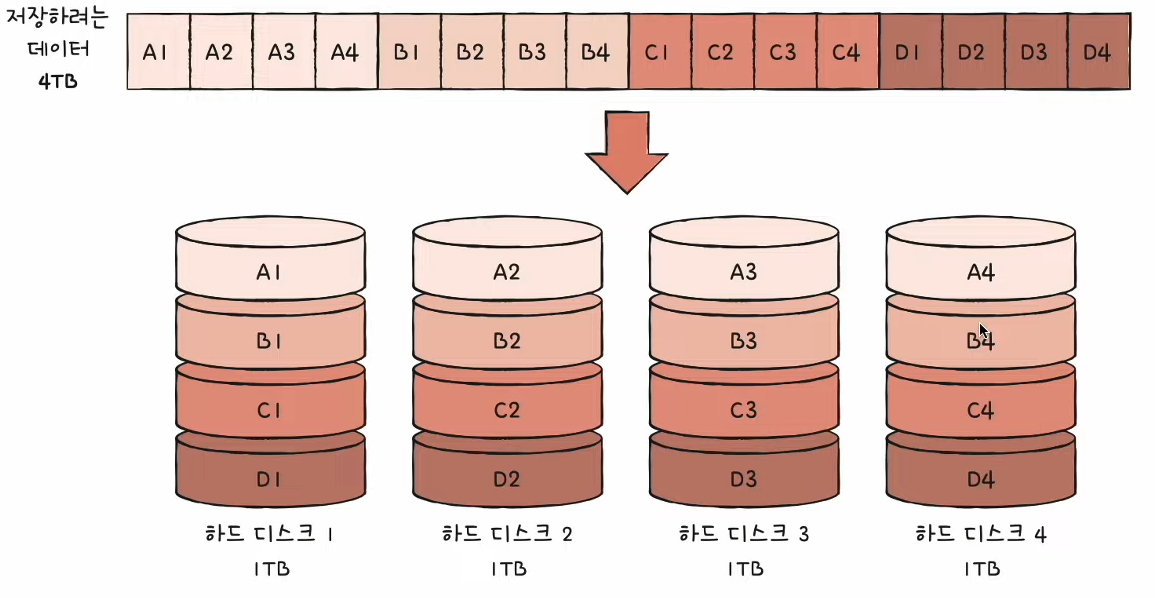 저장하려는
데이터
4TB
A1 A2 A3 A4 B1 B2 B3 B4 C1 C2 C3 C4 D1 D2 D3 D4
A1 A2 A3 A4
B1 B2 B3 B4
C1 C2 C3 C4
D1 D2 D3 D4
하드 디스크 1 하드 디스크 2 하드 디스크 3 하드 디스크 4
1TB 1TB 1TB 1TB